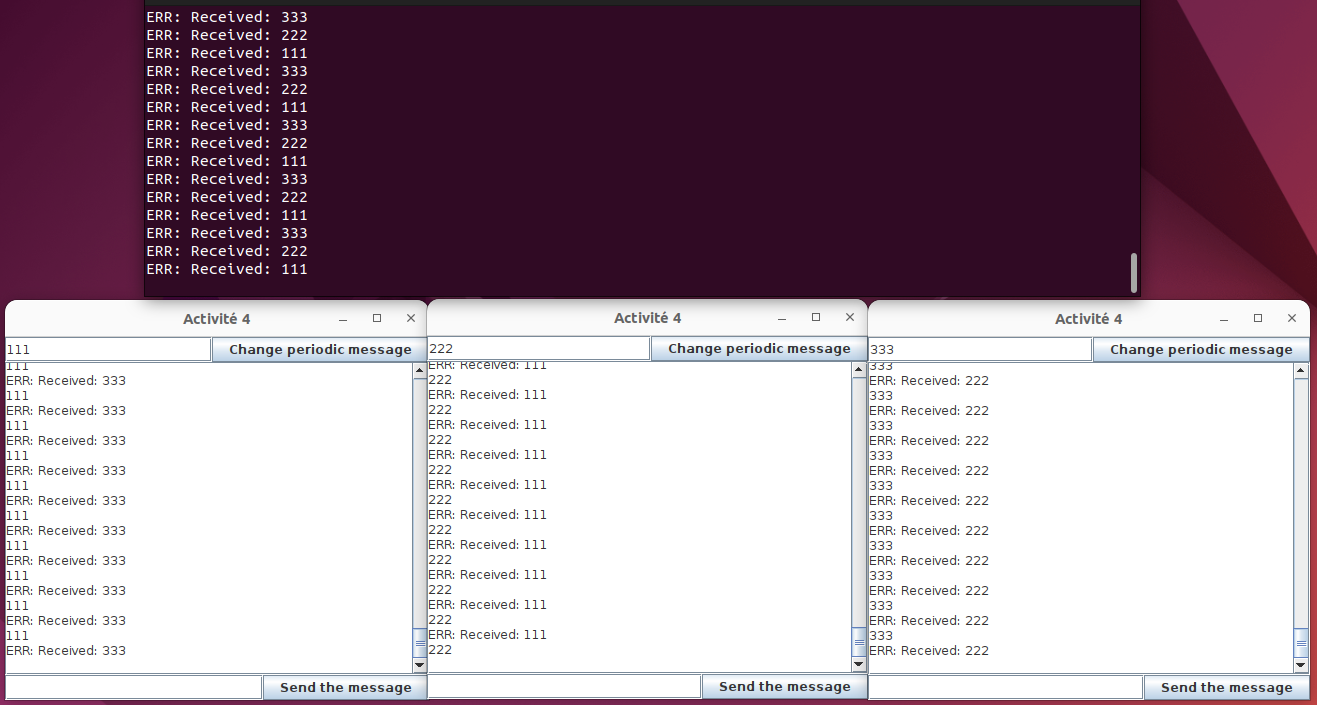 ERR: Received: 333
ERR: Received: 222
ERR: Received: 111
ERR: Received: 333
ERR: Received: 222
ERR: Received: 111
ERR: Received: 333
ERR: Received: 222
ERR: Received: 111
ERR: Received: 333
ERR: Received: 222
ERR: Received: 111
ERR: Received: 333
ERR: Received: 222
ERR: Received: 111
Activité 4
111
Change periodic message
111
ERR: Received: 333
111
ERR: Received: 333
111
ERR: Received: 333
111
ERR: Received: 333
111
ERR: Received: 333
111
ERR: Received: 333
111
ERR: Received: 333
111
ERR: Received: 333
111
ERR: Received: 333
111
ERR: Received: 333
Send the message
Activité 4
222
Change periodic message
ERR: Received: 111
222
ERR: Received: 111
222
ERR: Received: 111
222
ERR: Received: 111
222
ERR: Received: 111
222
ERR: Received: 111
222
ERR: Received: 111
222
ERR: Received: 111
222
ERR: Received: 111
222
ERR: Received: 111
222
Send the message
Activité 4
333
Change periodic message
333
ERR: Received: 222
333
ERR: Received: 222
333
ERR: Received: 222
333
ERR: Received: 222
333
ERR: Received: 222
333
ERR: Received: 222
333
ERR: Received: 222
333
ERR: Received: 222
333
ERR: Received: 222
333
ERR: Received: 222
Send the message